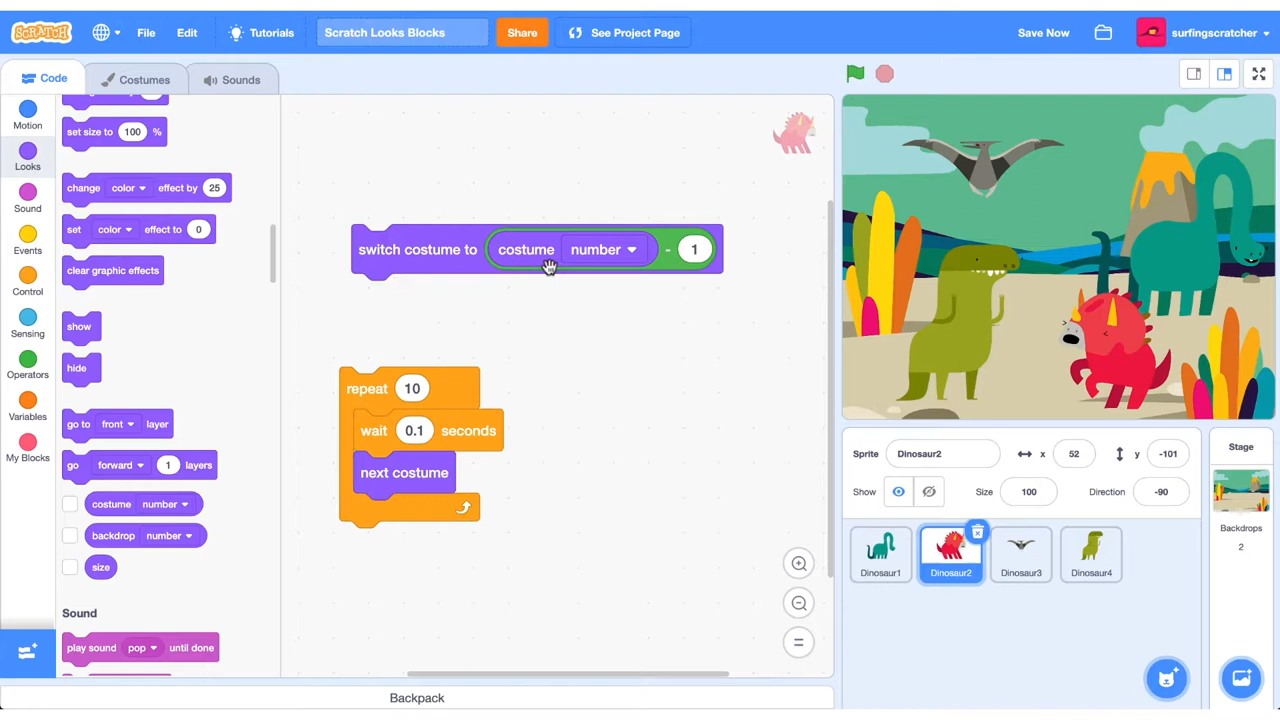 SCRATCH File Edit Tutorials Scratch Looks Blocks Share See Project Page Save Now surfingscratcher
Code Costumes Sounds
Motion
Looks
Sound
Events
Control
Sensing
Operators
Variables
My Blocks
set size to 100 %
change color effect by 25
set color effect to 0
clear graphic effects
show
hide
go to front layer
go forward 1 layers
costume number
backdrop number
size
Sound
play sound pop until done
switch costume to costume number - 1
repeat 10
wait 0.1 seconds
next costume
Backpack
Sprite Dinosaur2 x 52 y -101
Show Size 100 Direction -90
Dinosaur1 Dinosaur2 Dinosaur3 Dinosaur4
Stage
Backdrops
2